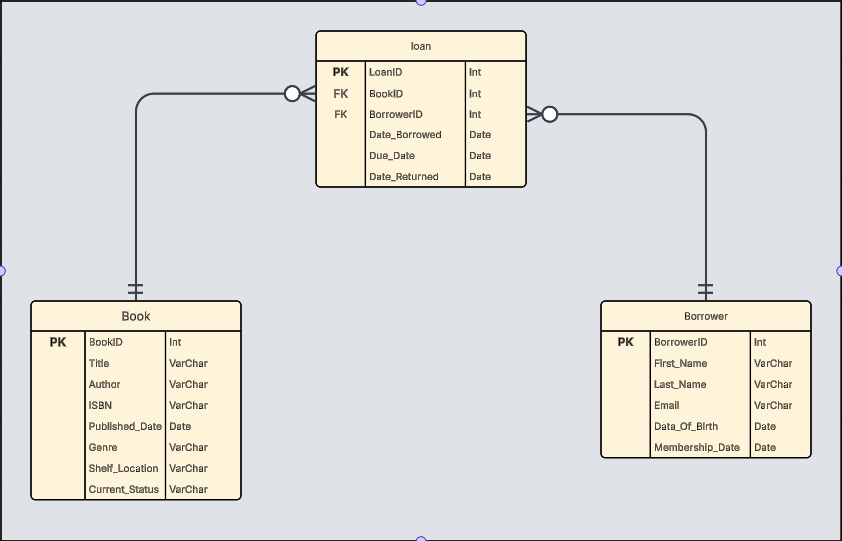 loan
PK LoanID Int
FK BookID Int
FK BorrowerID Int
Date_Borrowed Date
Due_Date Date
Date_Returned Date
Book
PK BookID Int
Title VarChar
Author VarChar
ISBN VarChar
Published_Date Date
Genre VarChar
Shelf_Location VarChar
Current_Status VarChar
Borrower
PK BorrowerID Int
First_Name VarChar
Last_Name VarChar
Email VarChar
Data_Of_Birth Date
Membership_Date Date